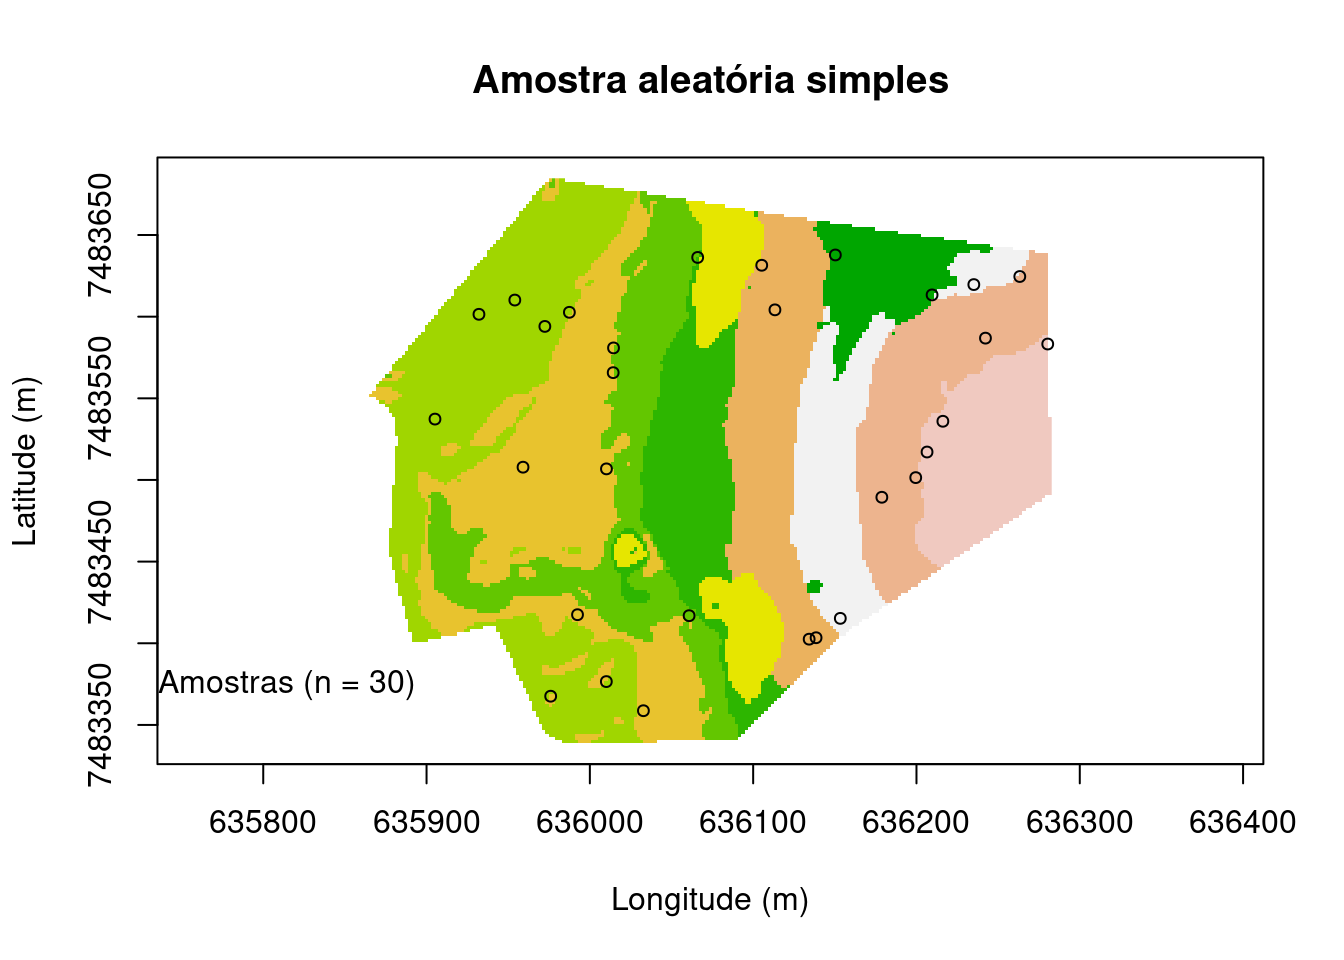 Amostra aleatória simples
Latitude (m)
7483650
7483550
7483450
7483350
Amostras (n = 30)
635800 635900 636000 636100 636200 636300 636400
Longitude (m)